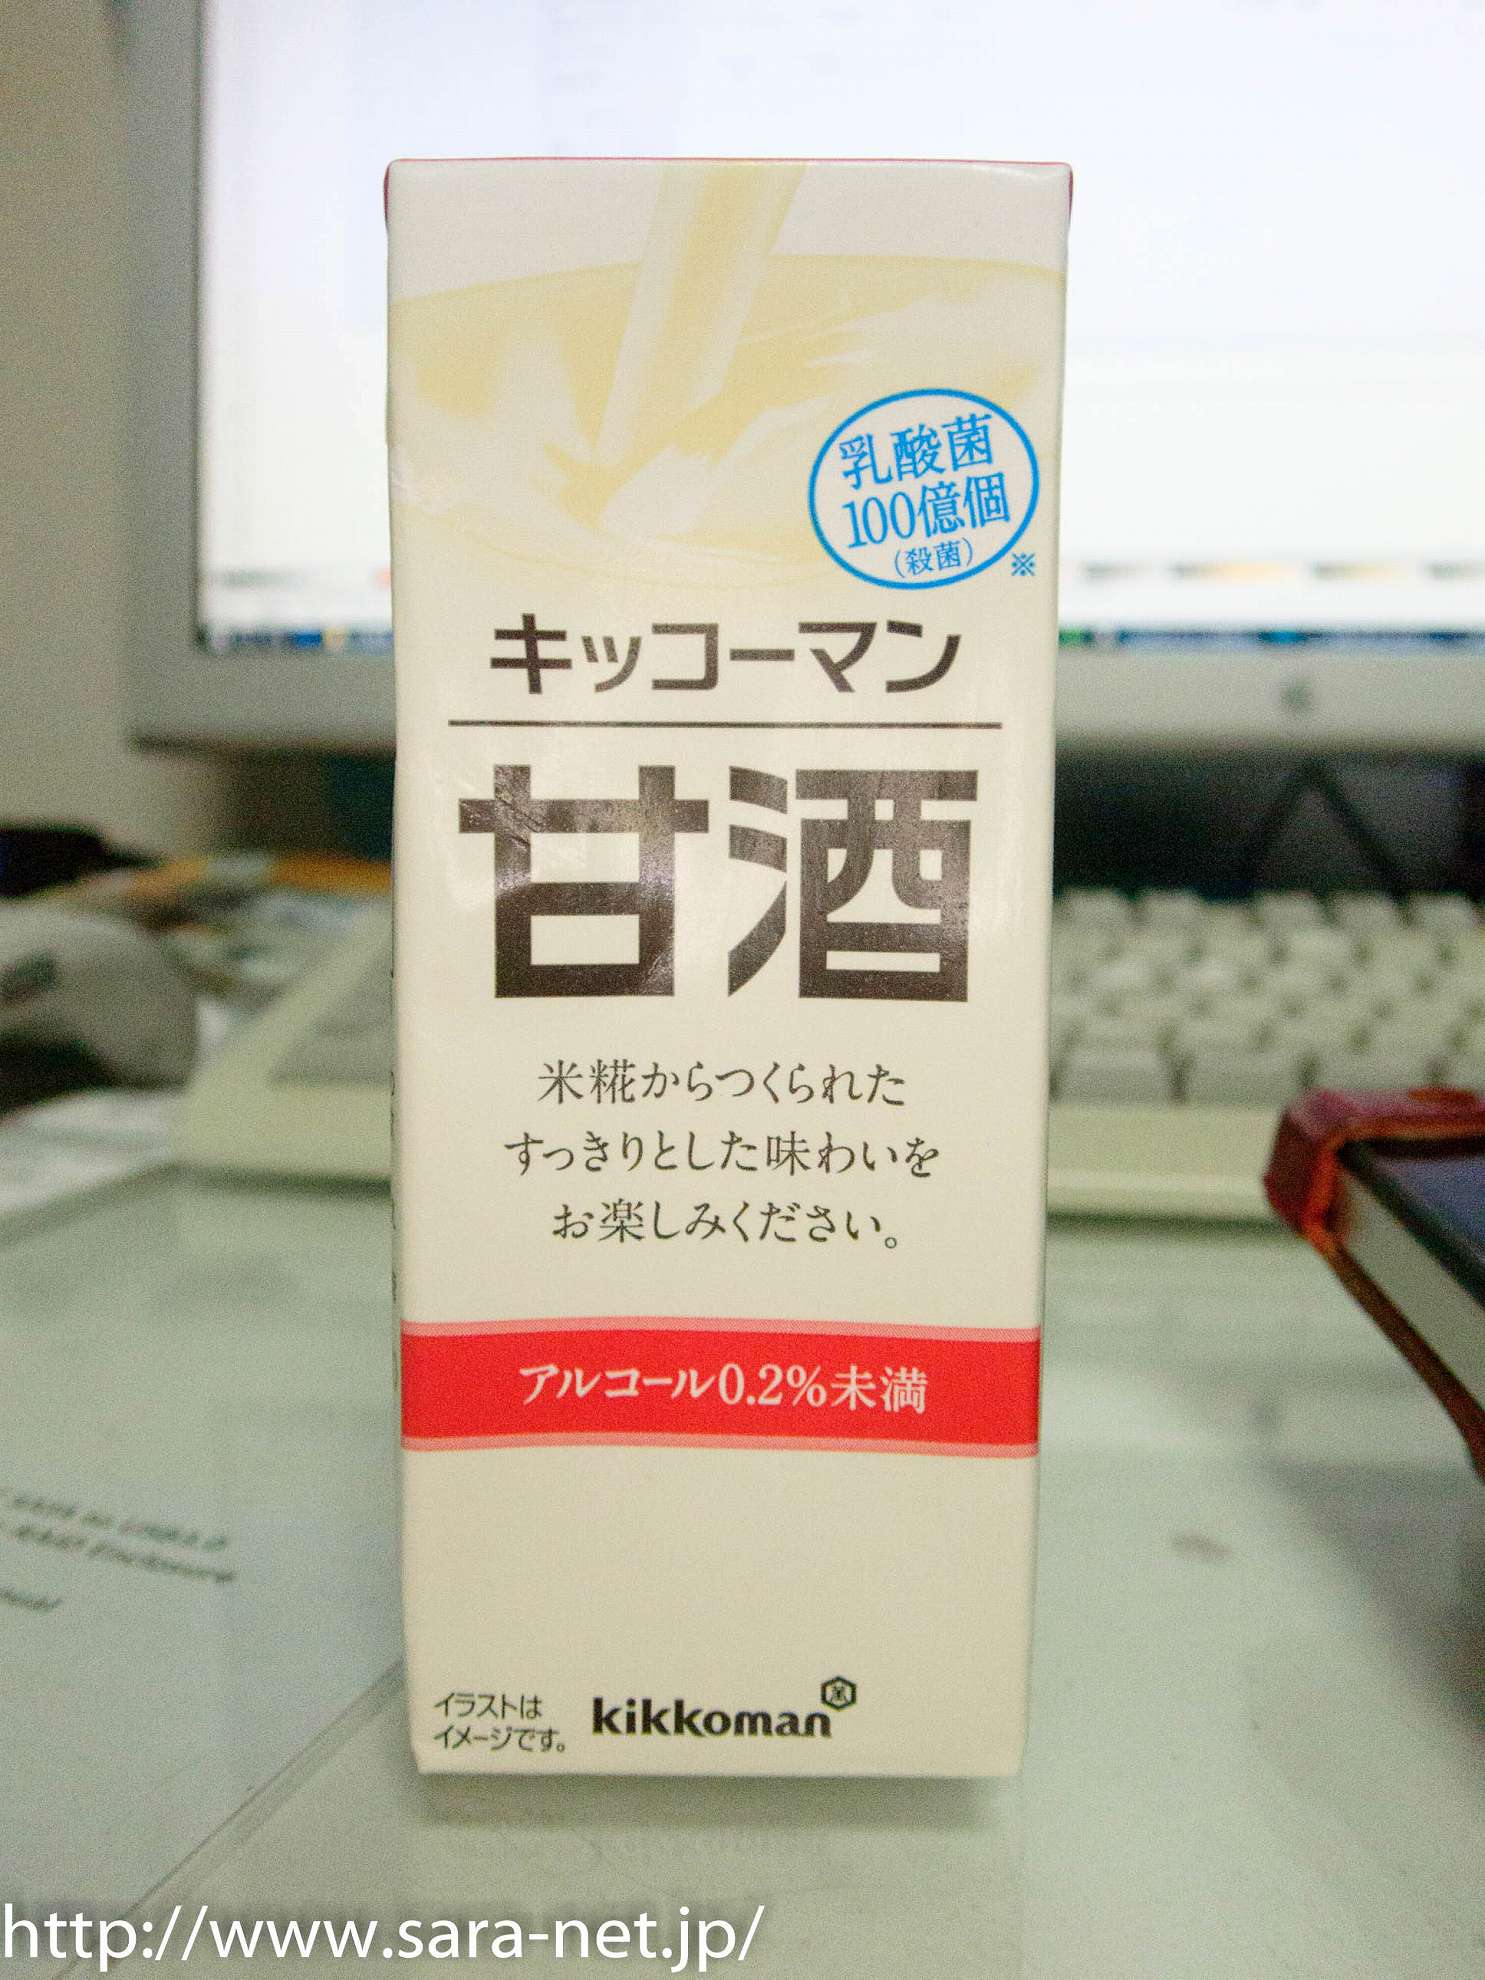 乳酸菌
100億個
(殺菌)
※
キッコーマン
甘酒
米糀からつくられた
すっきりとした味わいを
お楽しみください。
アルコール0.2%未満
イラストは
イメージです。
kikkoman
http://www.sara-net.jp/